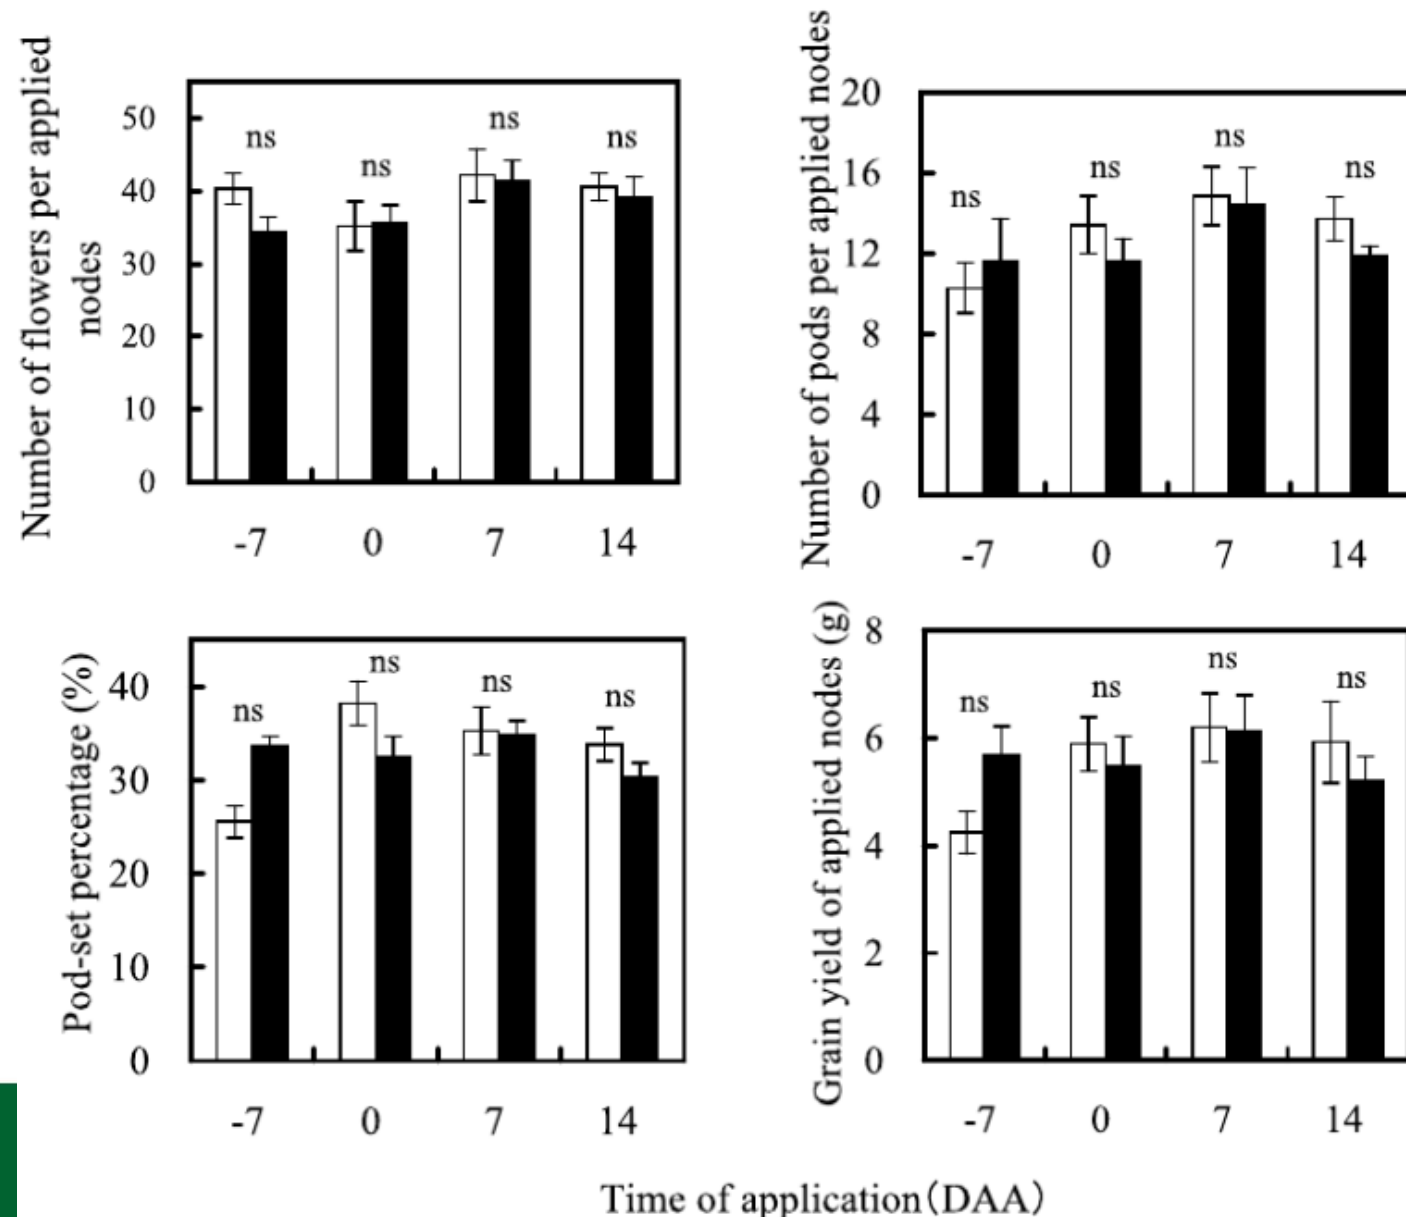 Number of flowers per applied
nodes
50
40
30
20
10
0
ns
ns
ns
ns
-7 0 7 14
Number of pods per applied nodes
20
16
12
8
4
0
ns
ns
ns
ns
-7 0 7 14
Pod-set percentage (%)
40
30
20
10
0
ns
ns
ns
ns
-7 0 7 14
Grain yield of applied nodes (g)
8
6
4
2
0
ns
ns
ns
ns
-7 0 7 14
Time of application(DAA)